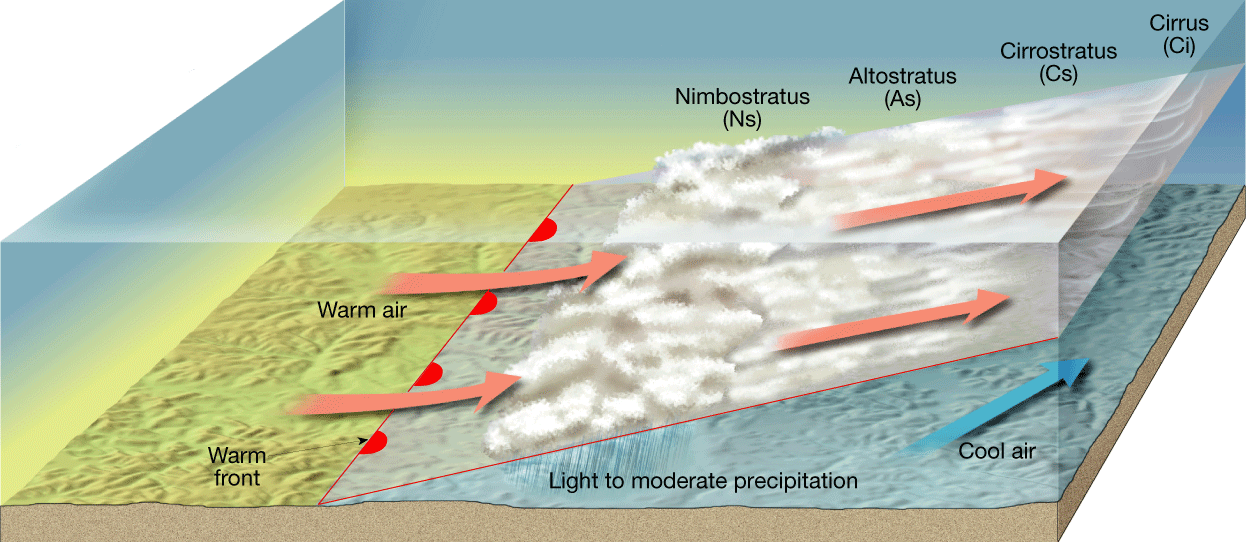 Cirrus
(Ci)
Cirrostratus
(Cs)
Altostratus
(As)
Nimbostratus
(Ns)
Warm air
Warm
front
Cool air
Light to moderate precipitation